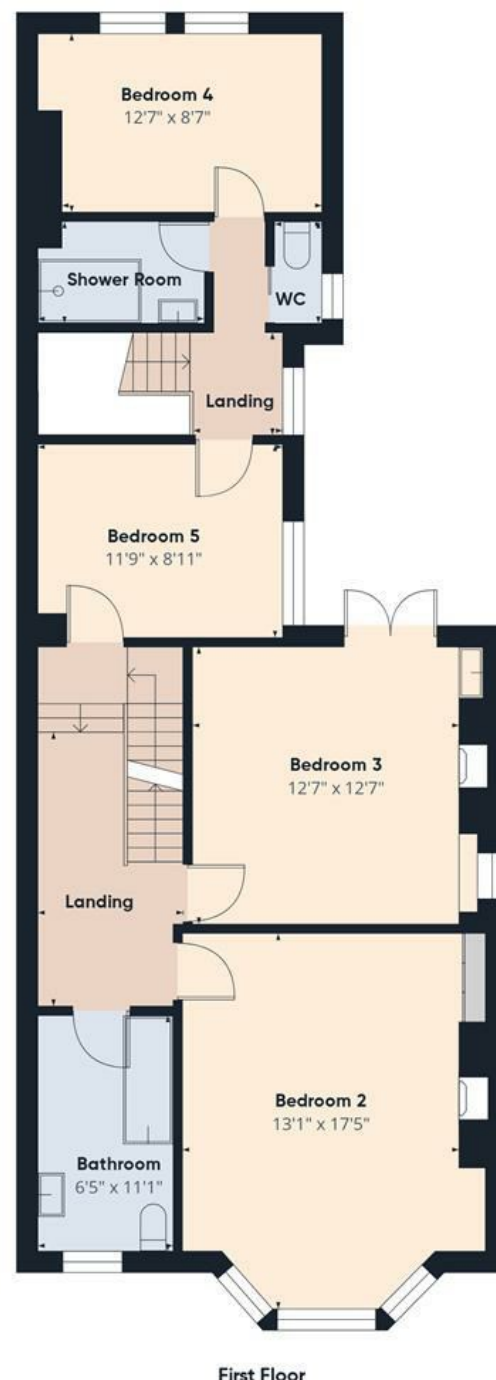 Bedroom 4
12'7" x 8'7"
Shower Room
WC
Landing
Bedroom 5
11'9" x 8'11"
Bedroom 3
12'7" x 12'7"
Landing
Bedroom 2
13'1" x 17'5"
Bathroom
6'5" x 11'1"
First Floor